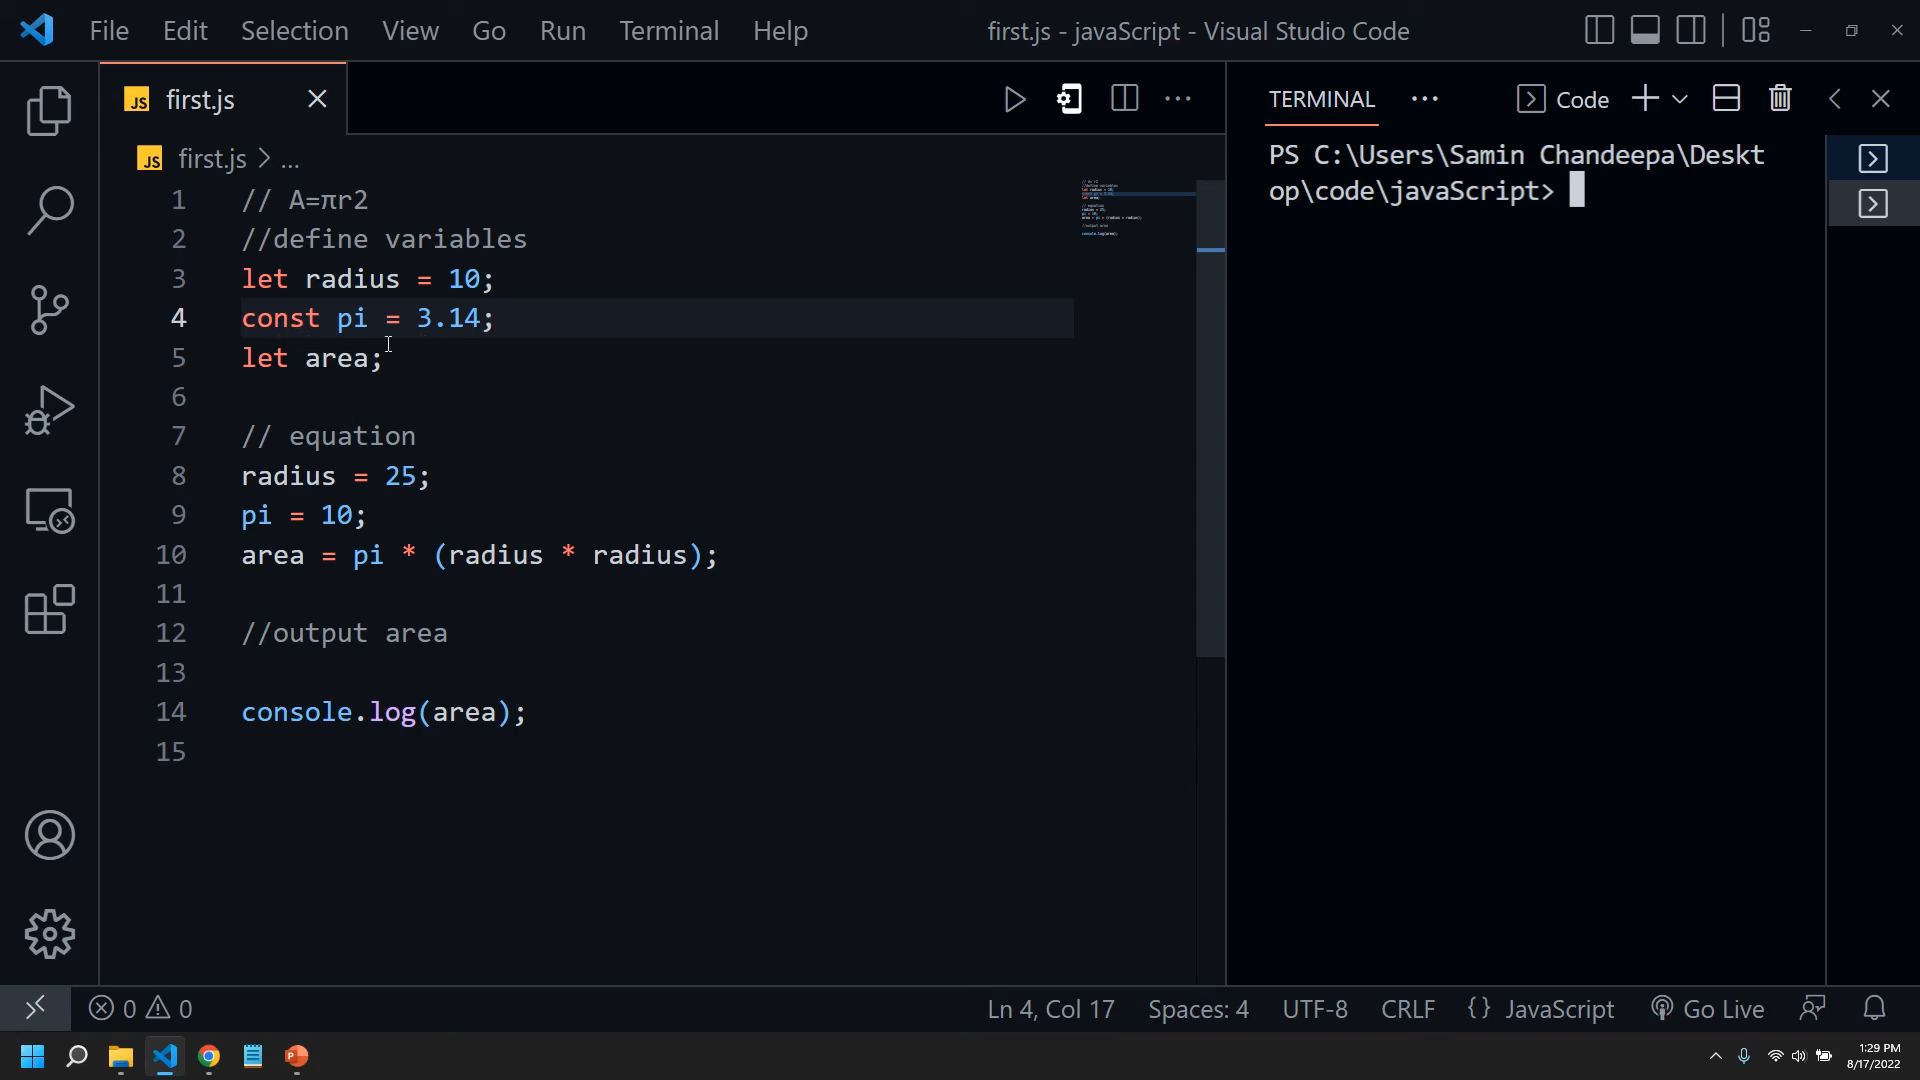 File Edit Selection View Go Run Terminal Help first.js - javaScript - Visual Studio Code
JS first.js
TERMINAL Code
JS first.js > ...
PS C:\Users\Samin Chandeepa\Deskt
op\code\javaScript>
1 // A=πr2
2 //define variables
3 let radius = 10;
4 const pi = 3.14;
5 let area;
6
7 // equation
8 radius = 25;
9 pi = 10;
10 area = pi * (radius * radius);
11
12 //output area
13
14 console.log(area);
15
0 0 Ln 4, Col 17 Spaces: 4 UTF-8 CRLF {} JavaScript Go Live
1:29 PM
8/17/2022